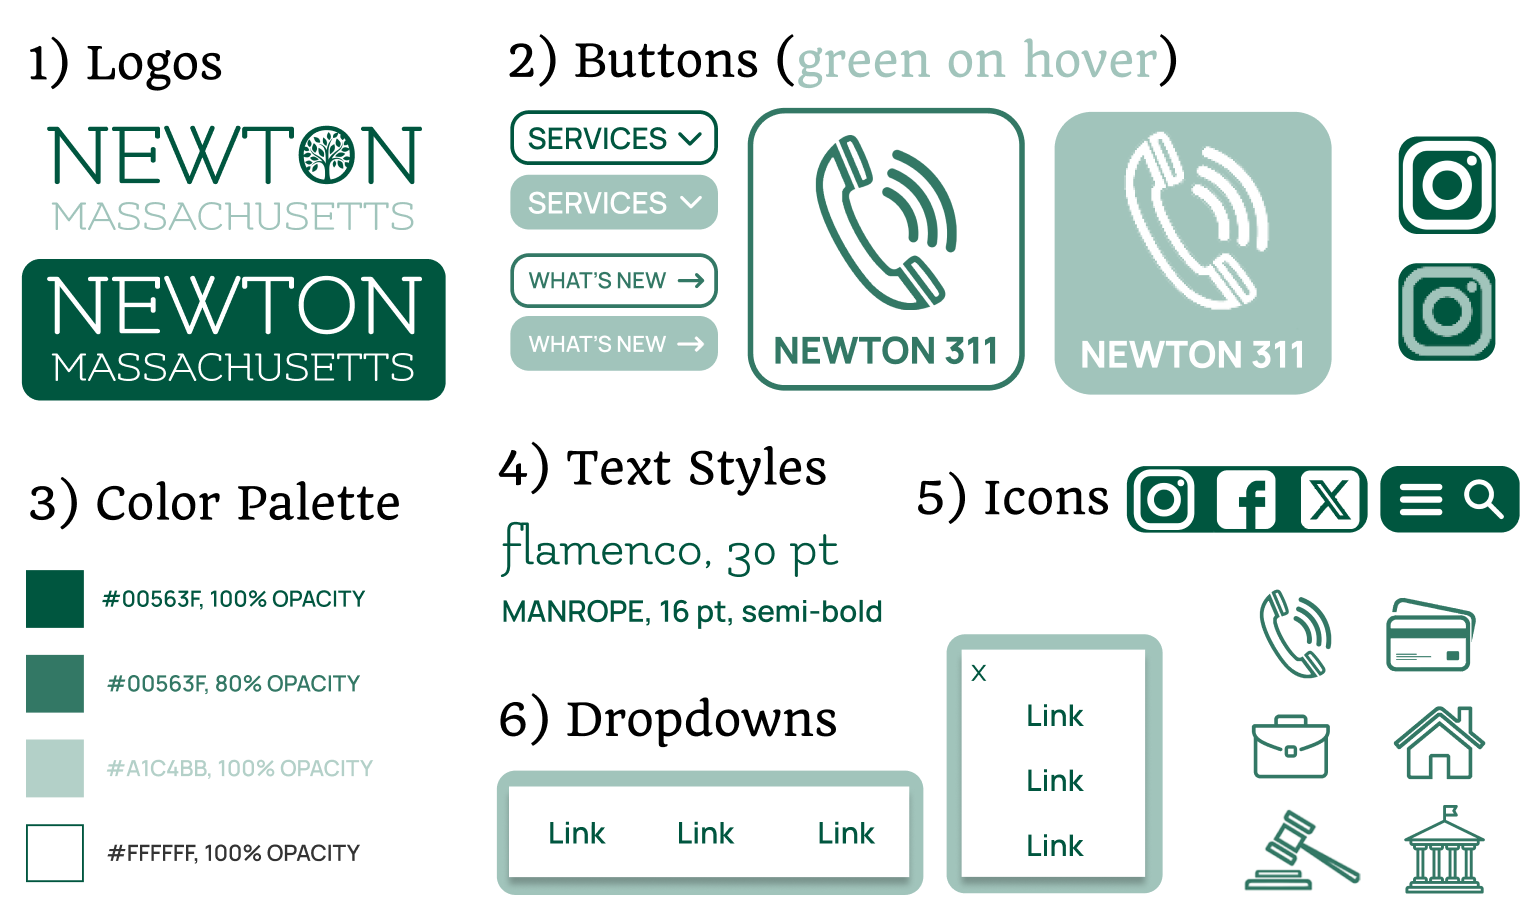 1) Logos
NEWTON
MASSACHUSETTS
NEWTON
MASSACHUSETTS
2) Buttons (green on hover)
SERVICES
SERVICES
WHAT'S NEW
WHAT'S NEW
NEWTON 311
NEWTON 311
3) Color Palette
#00563F, 100% OPACITY
#00563F, 80% OPACITY
#A1C4BB, 100% OPACITY
#FFFFFF, 100% OPACITY
4) Text Styles
flamenco, 30 pt
MANROPE, 16 pt, semi-bold
5) Icons
6) Dropdowns
Link Link Link
X
Link
Link
Link